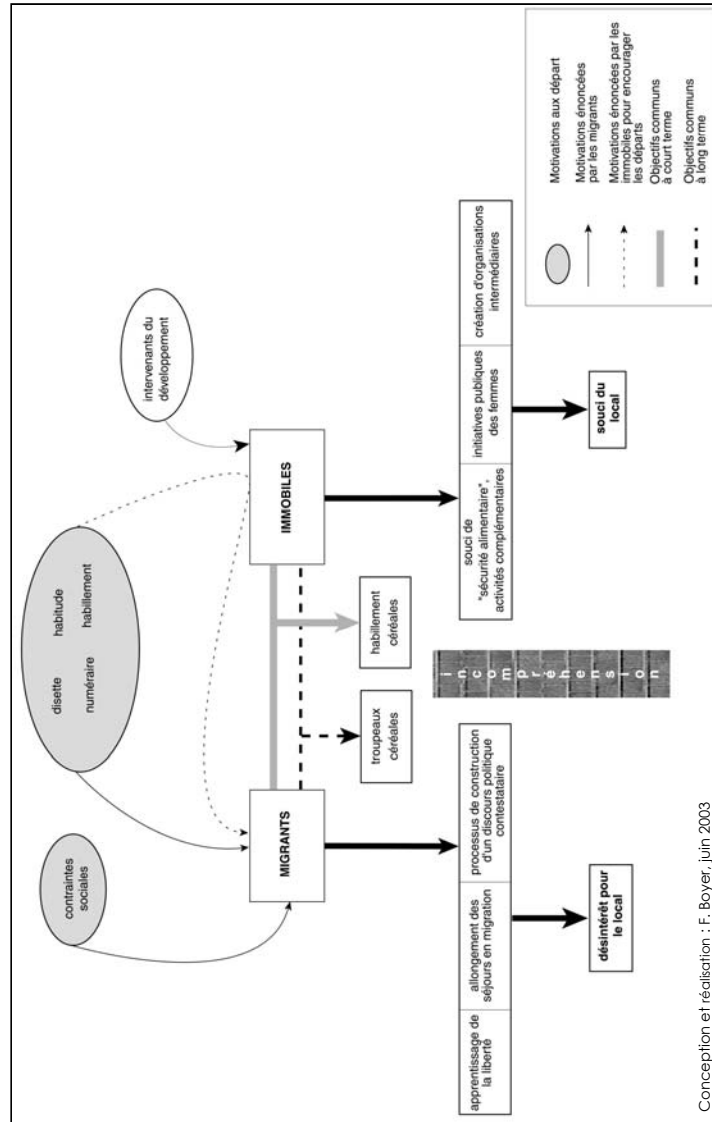 contraintes
sociales
disette
habitude
numéraire
habillement
intervenants du
développement
MIGRANTS
IMMOBILES
troupeaux
céréales
habillement
céréales
apprentissage de
la liberté
allongement des
séjours en migration
processus de construction
d'un discours politique
contestataire
incompréhension
souci de
"sécurité alimentaire",
activités complémentaires
initiatives publiques
des femmes
création d'organisations
intermédiaires
désintérêt pour
le local
souci du
local
Motivations aux départ
Motivations énoncées
par les migrants
Motivations énoncées par les
immobiles pour encourager
les départs
Objectifs communs
à court terme
Objectifs communs
à long terme
Conception et réalisation : F. Boyer, juin 2003